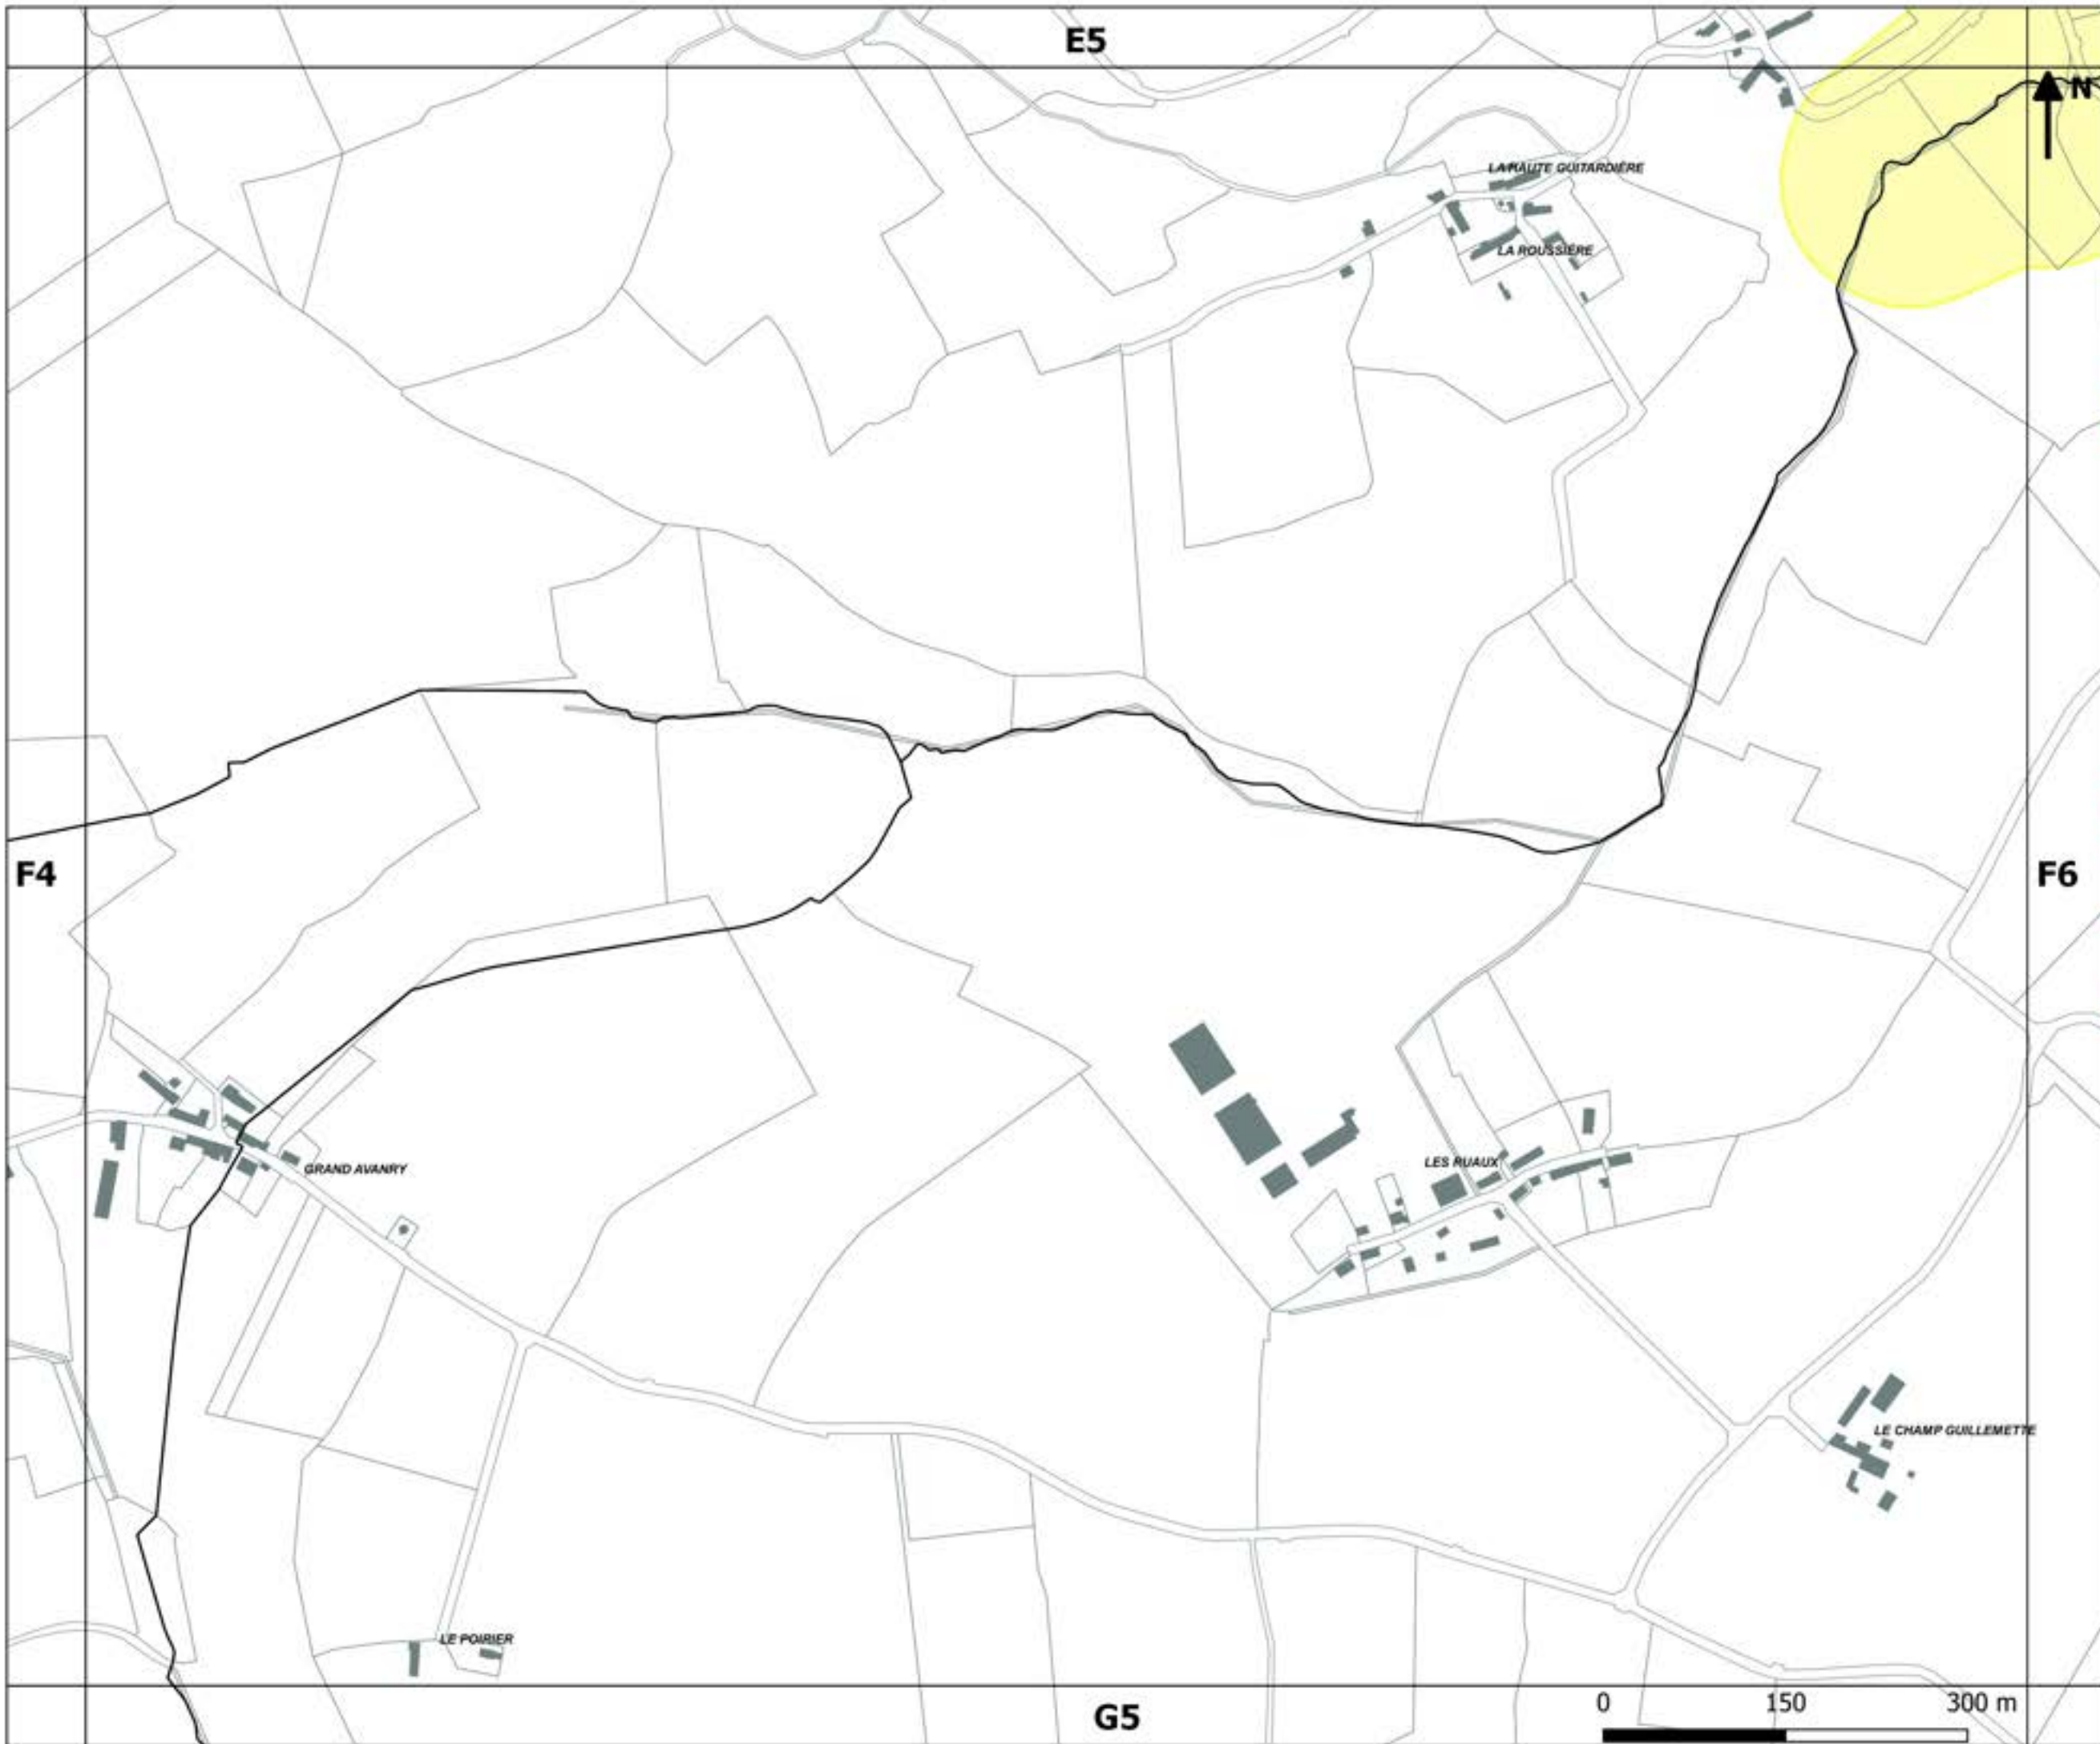 E5
N
LA HAUTE GUITARDIÈRE
LA ROUSSIÈRE
F4
F6
GRAND AVANRY
LES RUAUX
LE CHAMP GUILLEMETTE
LE POIRIER
G5
0 150 300 m